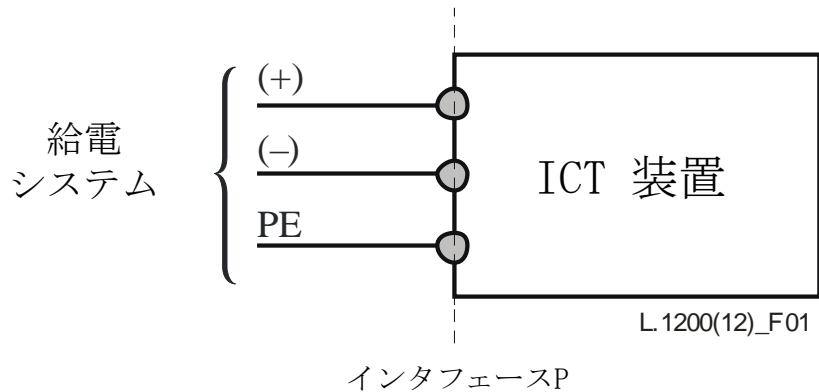 (+)
給電
システム
(–)
ICT 装置
PE
L.1200(12)_F01
インタフェースP